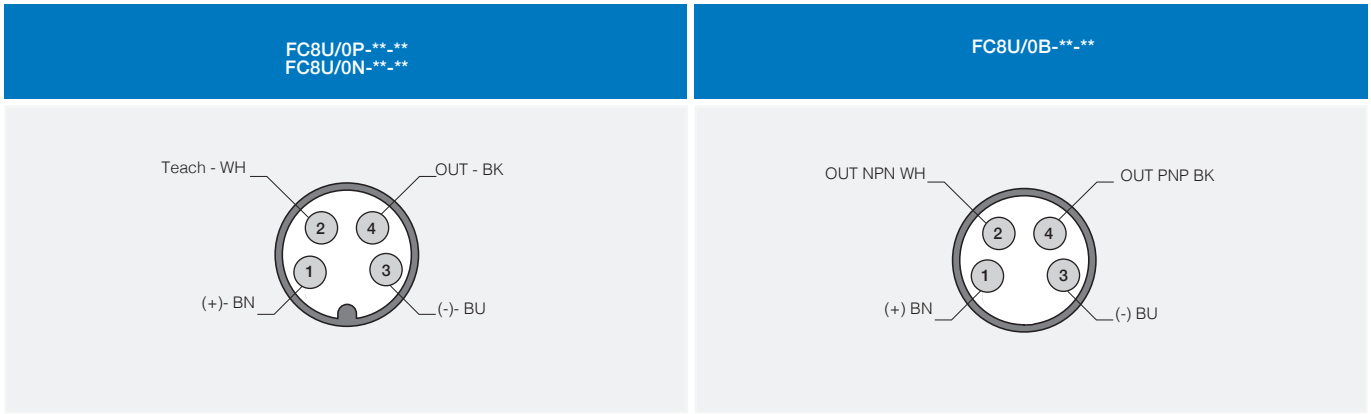 FC8U/0P-**-**
FC8U/0N-**-**
Teach - WH
OUT - BK
2
4
1
3
(+)- BN
(-)- BU
FC8U/0B-**-**
OUT NPN WH
OUT PNP BK
2
4
1
3
(+) BN
(-) BU